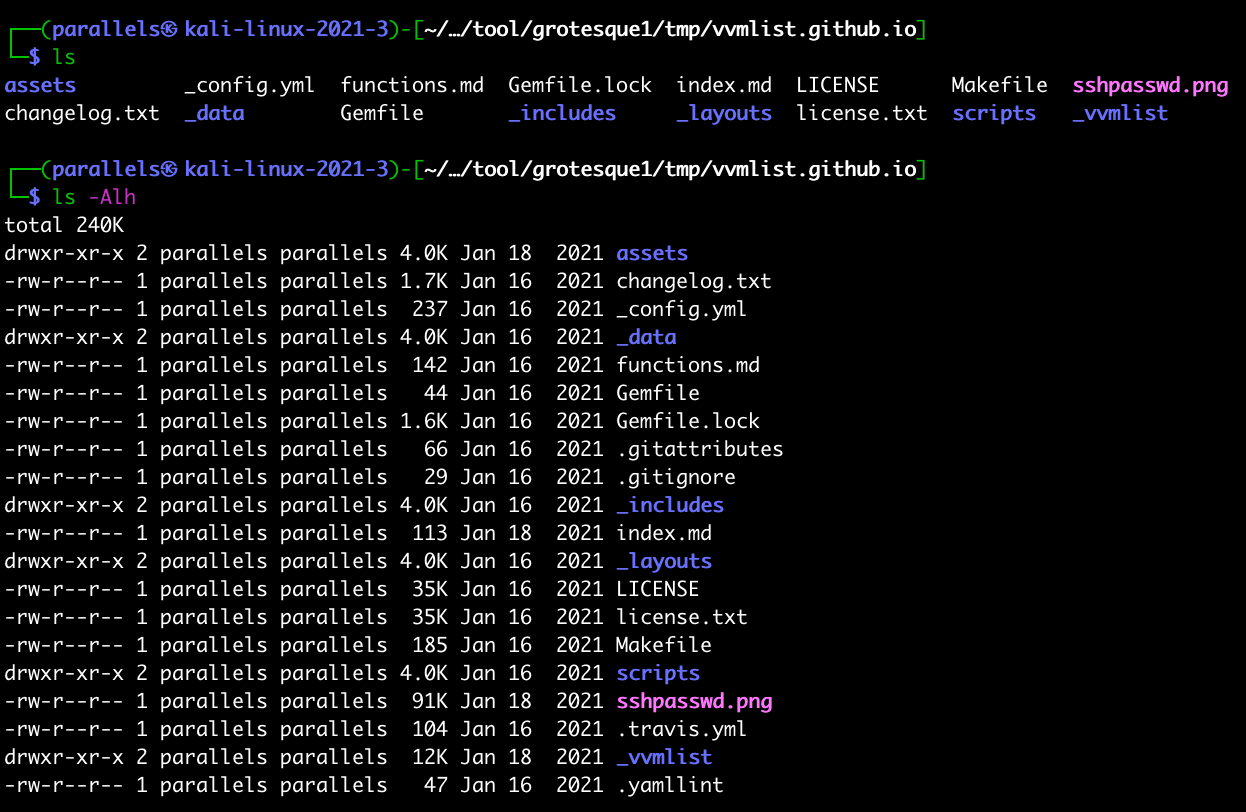 ┌──(parallels㉿kali-linux-2021-3)-[~/…/tool/grotesque1/tmp/vvmlist.github.io]
└─$ ls
assets         _config.yml  functions.md  Gemfile.lock  index.md  LICENSE      Makefile  sshpasswd.png
changelog.txt  _data        Gemfile       _includes     _layouts  license.txt  scripts   _vvmlist
┌──(parallels㉿kali-linux-2021-3)-[~/…/tool/grotesque1/tmp/vvmlist.github.io]
└─$ ls -Alh
total 240K
drwxr-xr-x 2 parallels parallels 4.0K Jan 18  2021 assets
-rw-r--r-- 1 parallels parallels 1.7K Jan 16  2021 changelog.txt
-rw-r--r-- 1 parallels parallels  237 Jan 16  2021 _config.yml
drwxr-xr-x 2 parallels parallels 4.0K Jan 16  2021 _data
-rw-r--r-- 1 parallels parallels  142 Jan 16  2021 functions.md
-rw-r--r-- 1 parallels parallels   44 Jan 16  2021 Gemfile
-rw-r--r-- 1 parallels parallels 1.6K Jan 16  2021 Gemfile.lock
-rw-r--r-- 1 parallels parallels   66 Jan 16  2021 .gitattributes
-rw-r--r-- 1 parallels parallels   29 Jan 16  2021 .gitignore
drwxr-xr-x 2 parallels parallels 4.0K Jan 16  2021 _includes
-rw-r--r-- 1 parallels parallels  113 Jan 18  2021 index.md
drwxr-xr-x 2 parallels parallels 4.0K Jan 16  2021 _layouts
-rw-r--r-- 1 parallels parallels  35K Jan 16  2021 LICENSE
-rw-r--r-- 1 parallels parallels  35K Jan 16  2021 license.txt
-rw-r--r-- 1 parallels parallels  185 Jan 16  2021 Makefile
drwxr-xr-x 2 parallels parallels 4.0K Jan 16  2021 scripts
-rw-r--r-- 1 parallels parallels  91K Jan 18  2021 sshpasswd.png
-rw-r--r-- 1 parallels parallels  104 Jan 16  2021 .travis.yml
drwxr-xr-x 2 parallels parallels  12K Jan 18  2021 _vvmlist
-rw-r--r-- 1 parallels parallels   47 Jan 16  2021 .yamllint